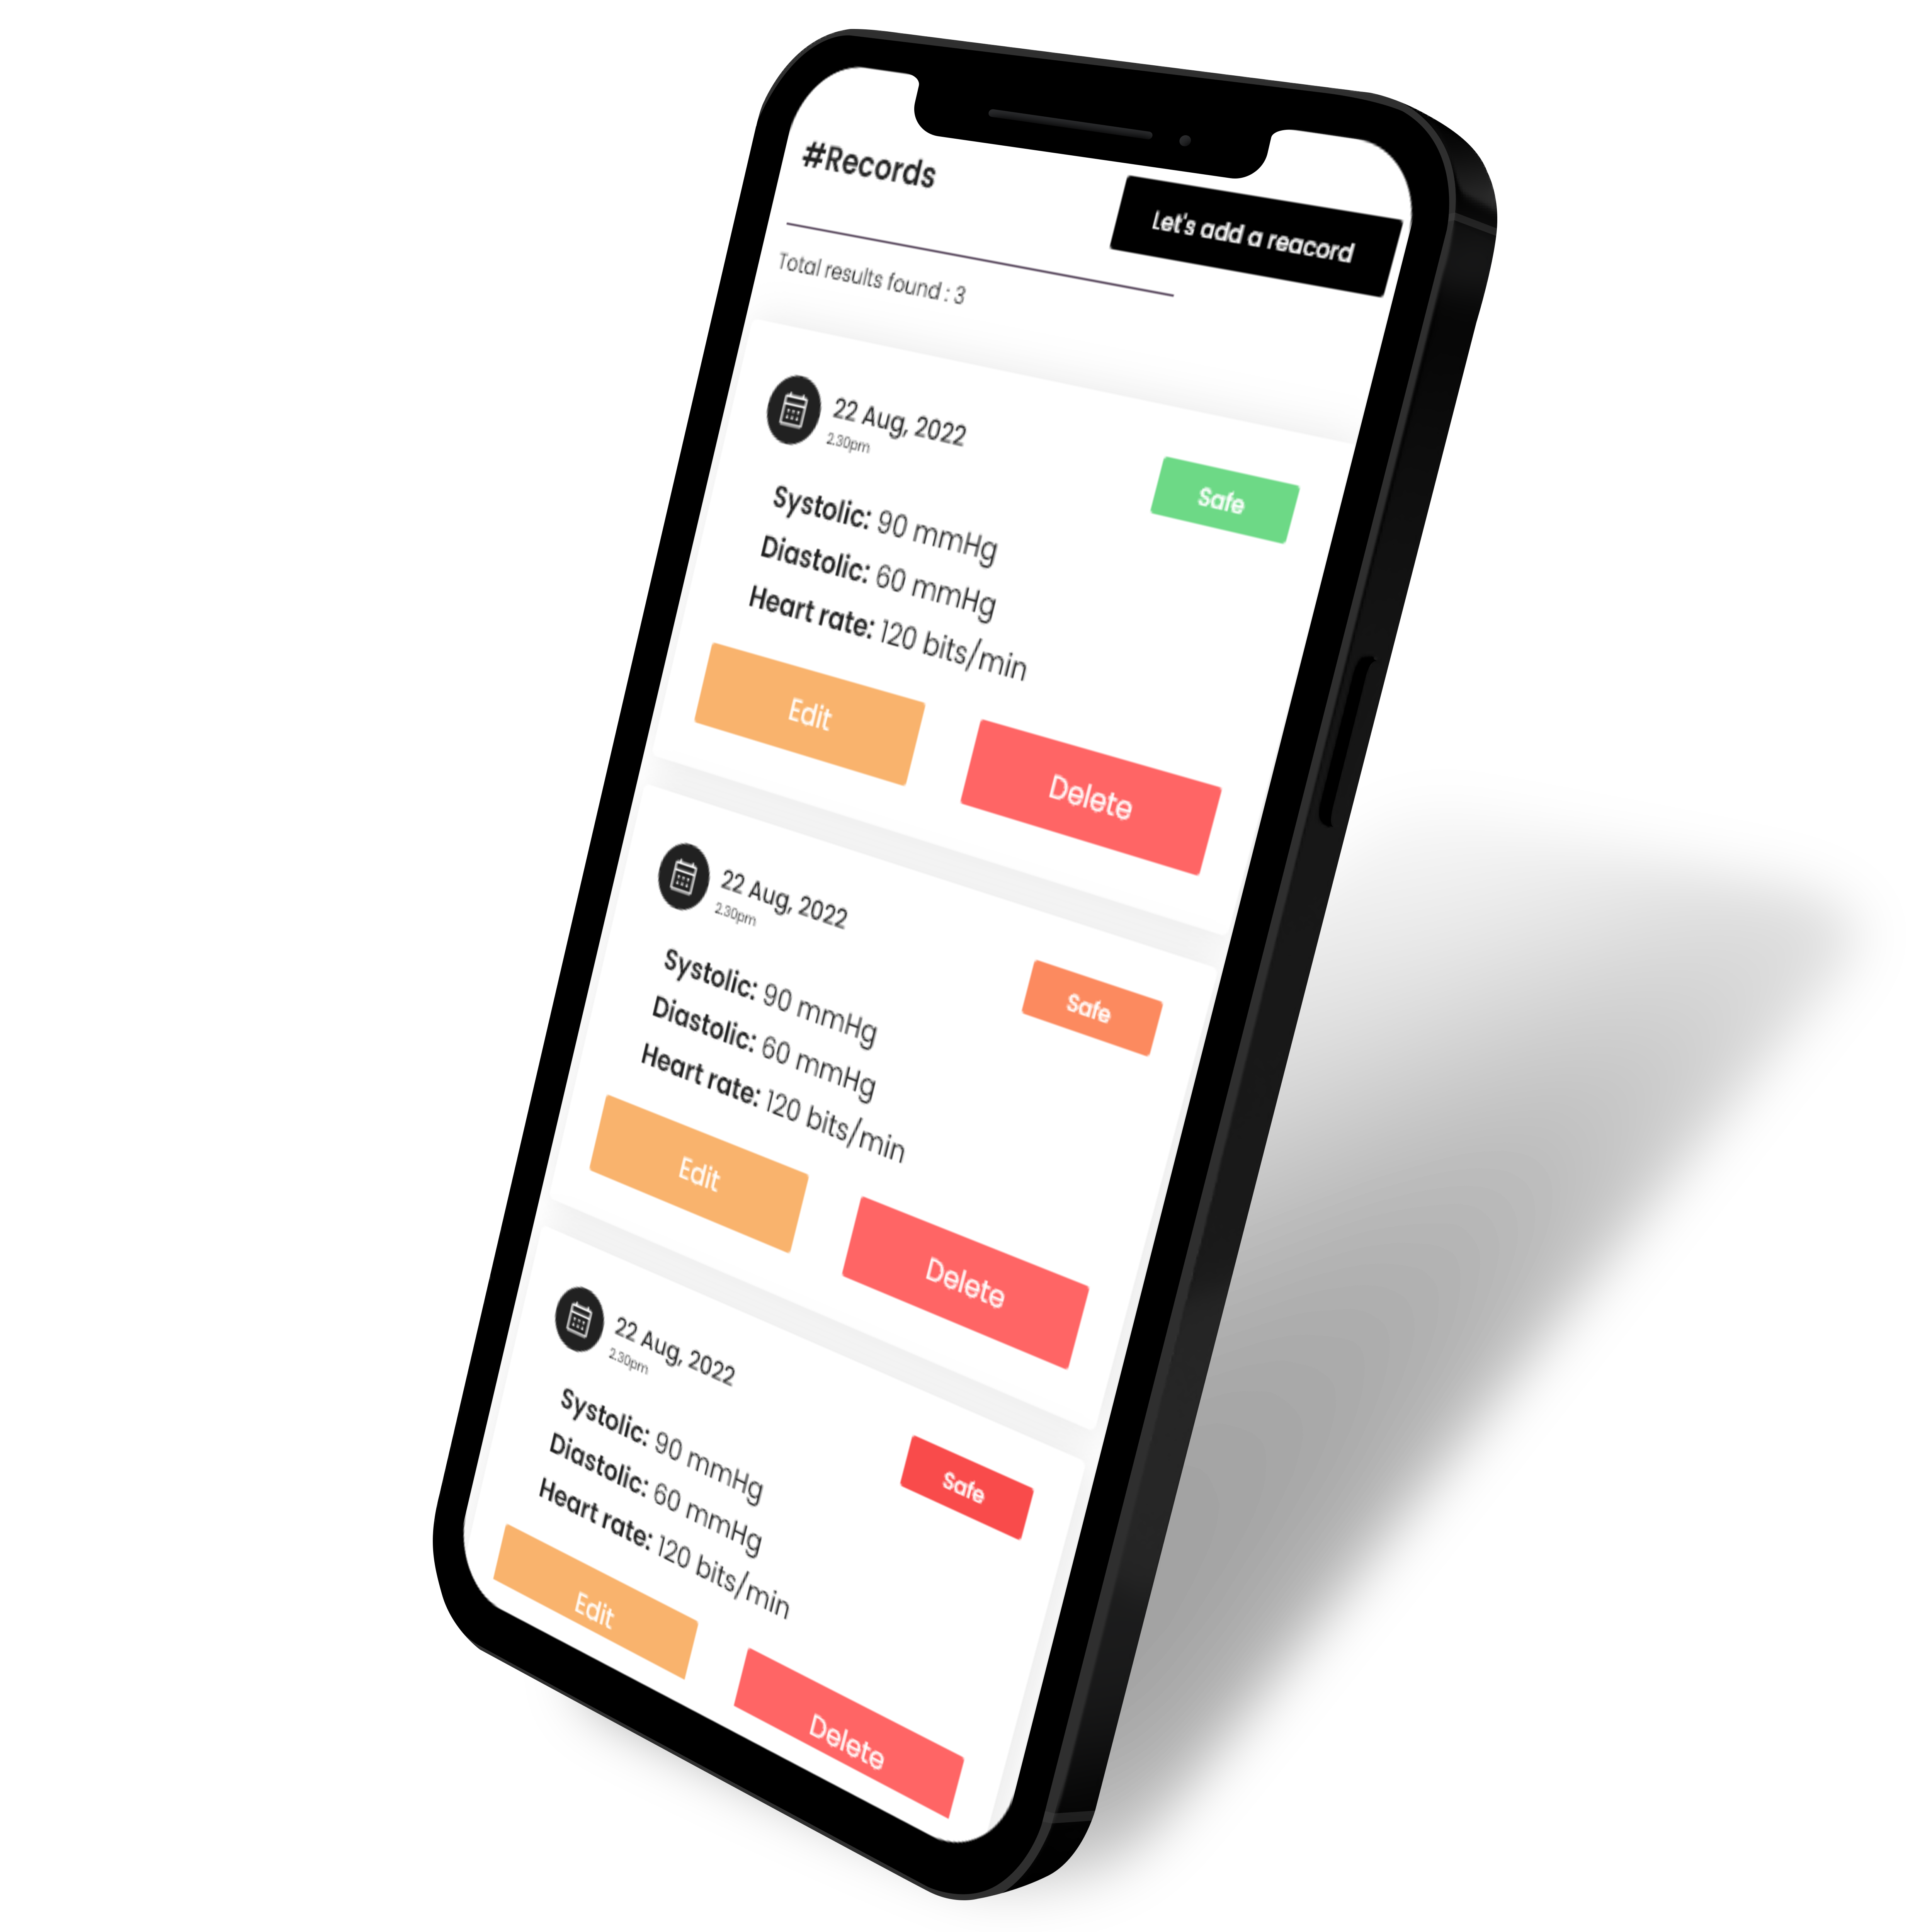 #Records
Let's add a reacord
Total results found : 3
22 Aug, 2022
2.30pm
Safe
Systolic: 90 mmHg
Diastolic: 60 mmHg
Heart rate: 120 bits/min
Edit
Delete
22 Aug, 2022
2.30pm
Safe
Systolic: 90 mmHg
Diastolic: 60 mmHg
Heart rate: 120 bits/min
Edit
Delete
22 Aug, 2022
2.30pm
Safe
Systolic: 90 mmHg
Diastolic: 60 mmHg
Heart rate: 120 bits/min
Edit
Delete